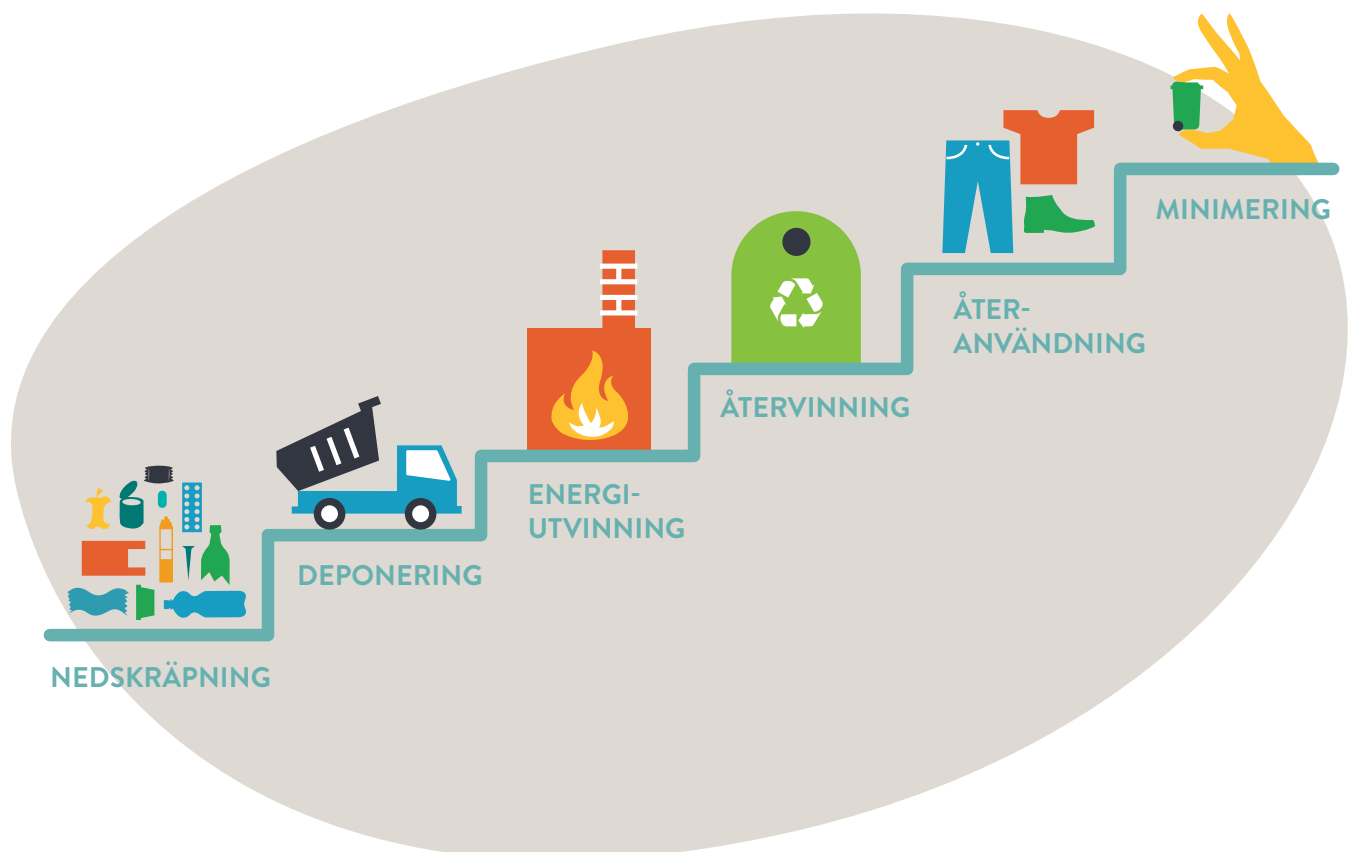 MINIMERING
ÅTER-
ANVÄNDNING
ÅTERVINNING
ENERGI-
UTVINNING
DEPONERING
NEDSKRÄPNING